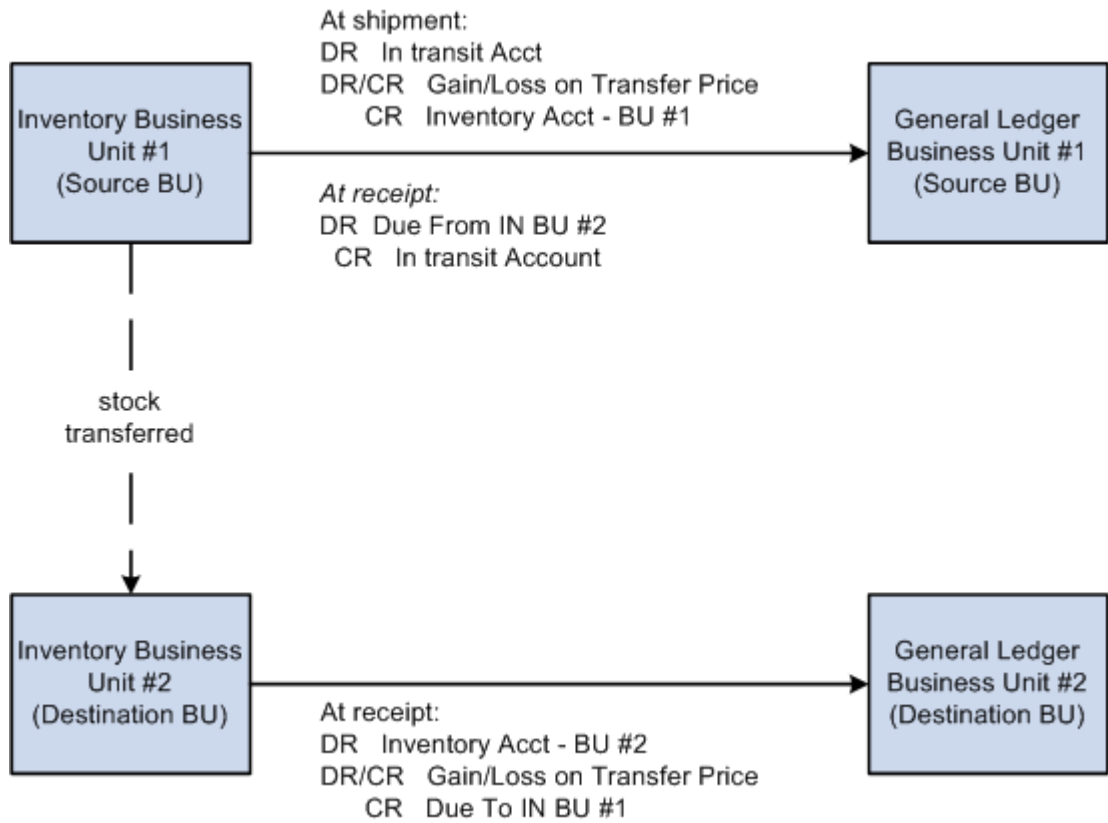 At shipment:
DR In transit Acct
DR/CR Gain/Loss on Transfer Price
CR Inventory Acct - BU #1
Inventory Business
Unit #1
(Source BU)
General Ledger
Business Unit #1
(Source BU)
At receipt:
DR Due From IN BU #2
CR In transit Account
stock
transferred
Inventory Business
Unit #2
(Destination BU)
General Ledger
Business Unit #2
(Destination BU)
At receipt:
DR Inventory Acct - BU #2
DR/CR Gain/Loss on Transfer Price
CR Due To IN BU #1